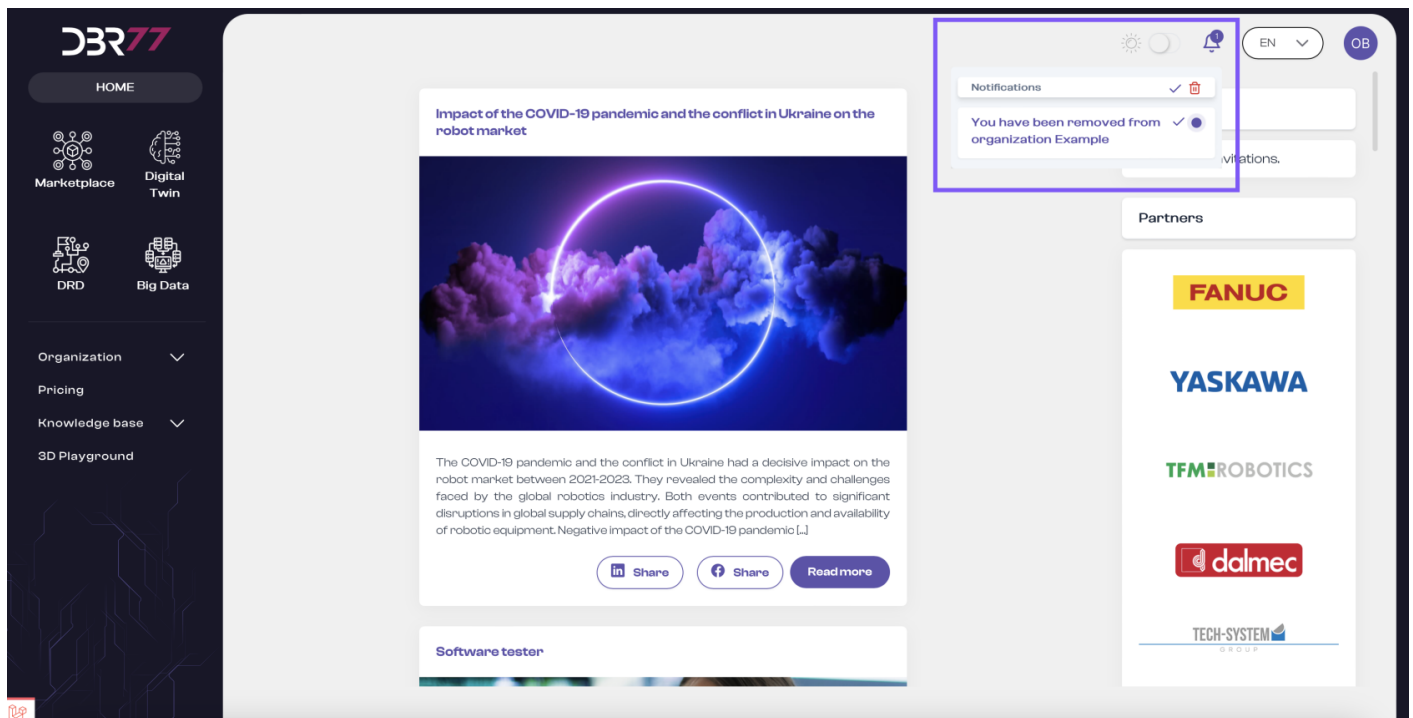 DBR77
HOME
Marketplace
Digital
Twin
DRD
Big Data
Organization
Pricing
Knowledge base
3D Playground
1
EN
OB
Notifications
You have been removed from
organization Example
Impact of the COVID-19 pandemic and the conflict in Ukraine on the
robot market
The COVID-19 pandemic and the conflict in Ukraine had a decisive impact on the
robot market between 2021-2023. They revealed the complexity and challenges
faced by the global robotics industry. Both events contributed to significant
disruptions in global supply chains, directly affecting the production and availability
of robotic equipment. Negative impact of the COVID-19 pandemic [...]
in Share
Share
Read more
Software tester
Partners
FANUC
YASKAWA
TFM ROBOTICS
dalmec
TECH-SYSTEM
GROUP